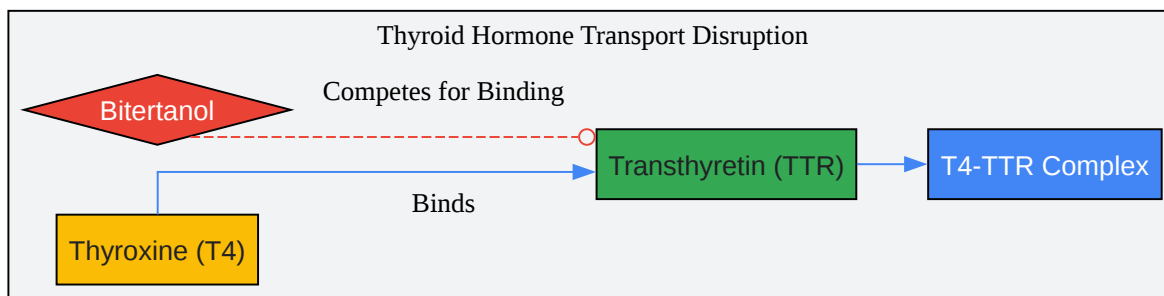 Thyroid Hormone Transport Disruption
Bitertanol
Competes for Binding
Transthyretin (TTR)
T4-TTR Complex
Binds
Thyroxine (T4)